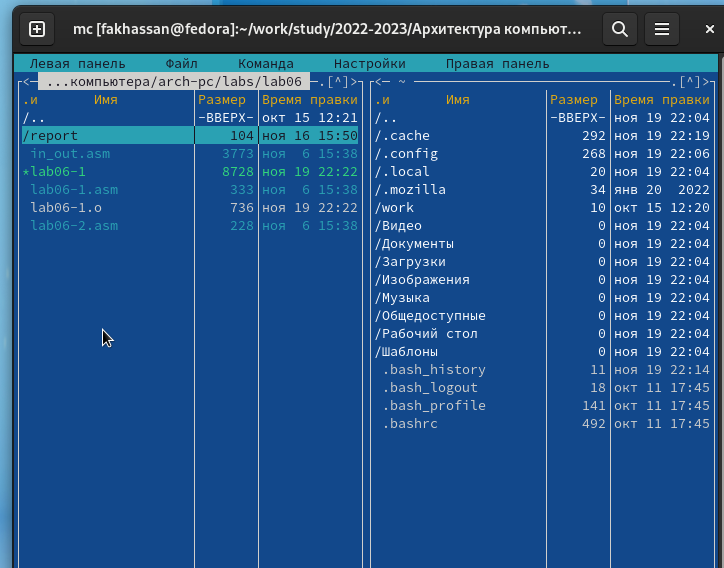 mc [fakhassan@fedora]:~/work/study/2022-2023/Архитектура компьют…
Левая панель Файл Команда Настройки Правая панель
<— ...компьютера/arch-pc/labs/lab06 —.[^]>
.и Имя Размер Время правки
/.. -ВВЕРХ- окт 15 12:21
/report 104 ноя 16 15:50
in_out.asm 3773 ноя 6 15:38
*lab06-1 8728 ноя 19 22:22
lab06-1.asm 333 ноя 6 15:38
lab06-1.o 736 ноя 19 22:22
lab06-2.asm 228 ноя 6 15:38
<— ~ —.[^]>
.и Имя Размер Время правки
/.. -ВВЕРХ- ноя 19 22:04
/.cache 292 ноя 19 22:19
/.config 268 ноя 19 22:06
/.local 20 ноя 19 22:04
/.mozilla 34 янв 20 2022
/work 10 окт 15 12:20
/Видео 0 ноя 19 22:04
/Документы 0 ноя 19 22:04
/Загрузки 0 ноя 19 22:04
/Изображения 0 ноя 19 22:04
/Музыка 0 ноя 19 22:04
/Общедоступные 0 ноя 19 22:04
/Рабочий стол 0 ноя 19 22:04
/Шаблоны 0 ноя 19 22:04
.bash_history 11 ноя 19 22:14
.bash_logout 18 окт 11 17:45
.bash_profile 141 окт 11 17:45
.bashrc 492 окт 11 17:45